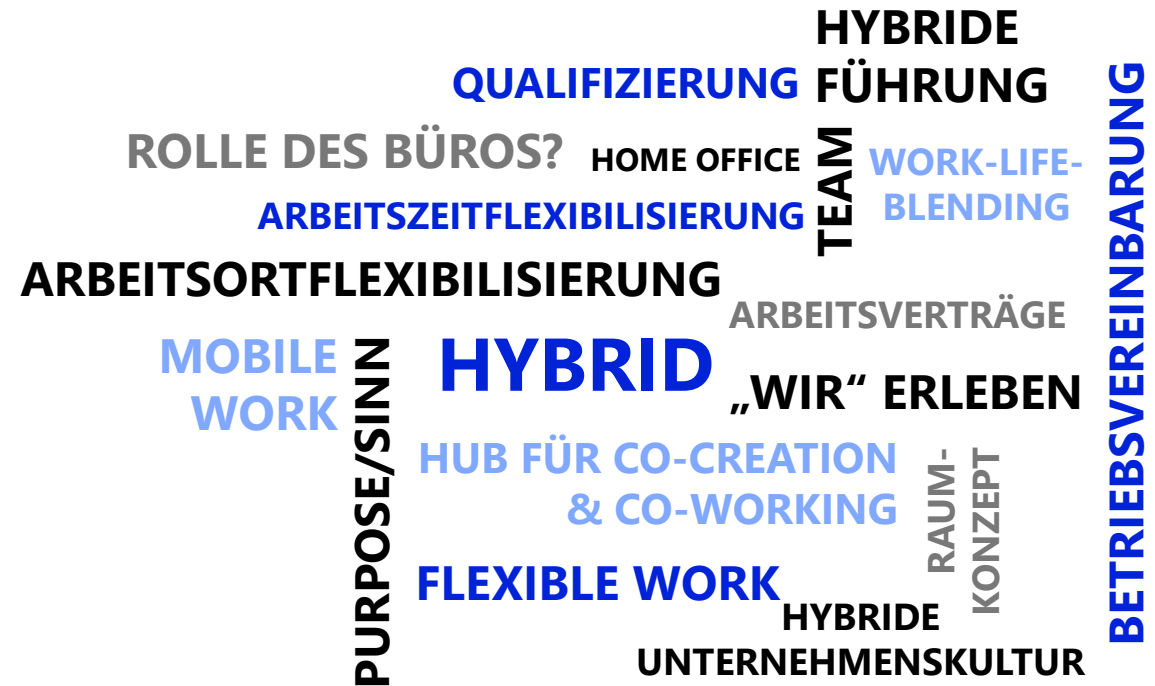 HYBRIDE
FÜHRUNG
QUALIFIZIERUNG
ROLLE DES BÜROS?
HOME OFFICE
TEAM
WORK-LIFE-
BLENDING
BETRIEBSVEREINBARUNG
ARBEITSZEITFLEXIBILISIERUNG
ARBEITSORTFLEXIBILISIERUNG
ARBEITSVERTRÄGE
MOBILE
WORK
PURPOSE/SINN
HYBRID
„WIR“ ERLEBEN
HUB FÜR CO-CREATION
& CO-WORKING
RAUM-
KONZEPT
FLEXIBLE WORK
HYBRIDE
UNTERNEHMENSKULTUR